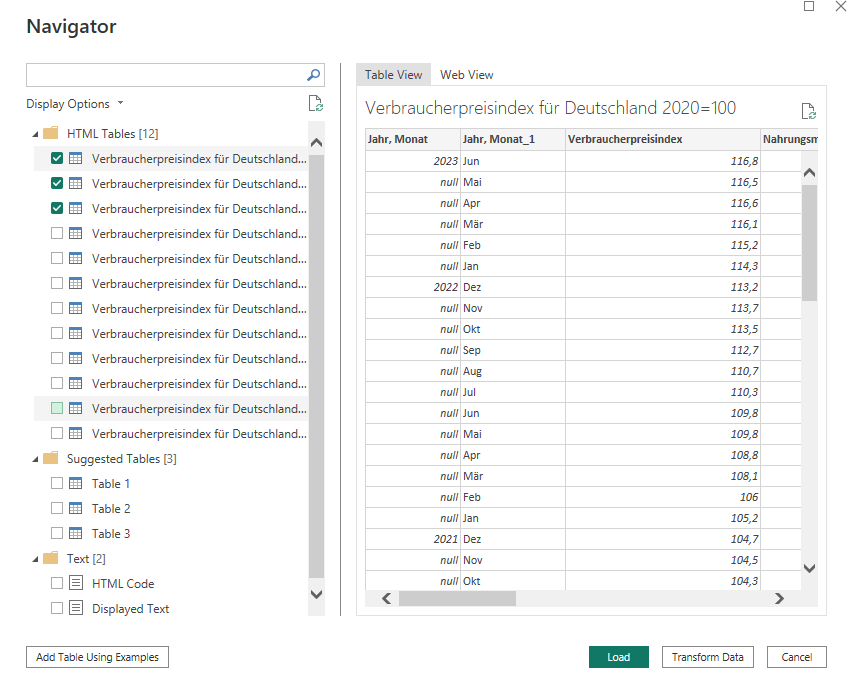 Navigator
Display Options
HTML Tables [12]
Verbraucherpreisindex für Deutschland...
Verbraucherpreisindex für Deutschland...
Verbraucherpreisindex für Deutschland...
Verbraucherpreisindex für Deutschland...
Verbraucherpreisindex für Deutschland...
Verbraucherpreisindex für Deutschland...
Verbraucherpreisindex für Deutschland...
Verbraucherpreisindex für Deutschland...
Verbraucherpreisindex für Deutschland...
Verbraucherpreisindex für Deutschland...
Verbraucherpreisindex für Deutschland...
Verbraucherpreisindex für Deutschland...
Suggested Tables [3]
Table 1
Table 2
Table 3
Text [2]
HTML Code
Displayed Text
Table View Web View
Verbraucherpreisindex für Deutschland 2020=100
Jahr, Monat Jahr, Monat_1 Verbraucherpreisindex Nahrungsm
2023 Jun 116,8
null Mai 116,5
null Apr 116,6
null Mär 116,1
null Feb 115,2
null Jan 114,3
2022 Dez 113,2
null Nov 113,7
null Okt 113,5
null Sep 112,7
null Aug 110,7
null Jul 110,3
null Jun 109,8
null Mai 109,8
null Apr 108,8
null Mär 108,1
null Feb 106
null Jan 105,2
2021 Dez 104,7
null Nov 104,5
null Okt 104,3
Add Table Using Examples
Load Transform Data Cancel